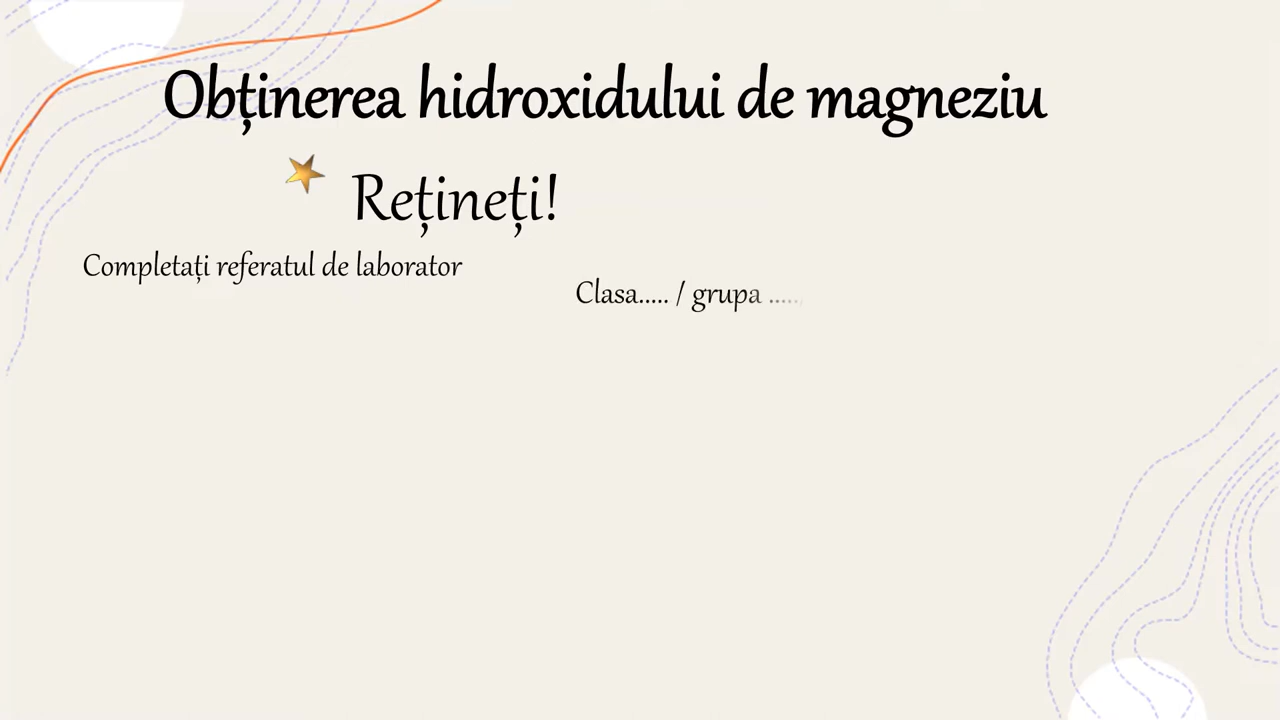 Obținerea hidroxidului de magneziu
Rețineți!
Completați referatul de laborator
Clasa..... / grupa .....